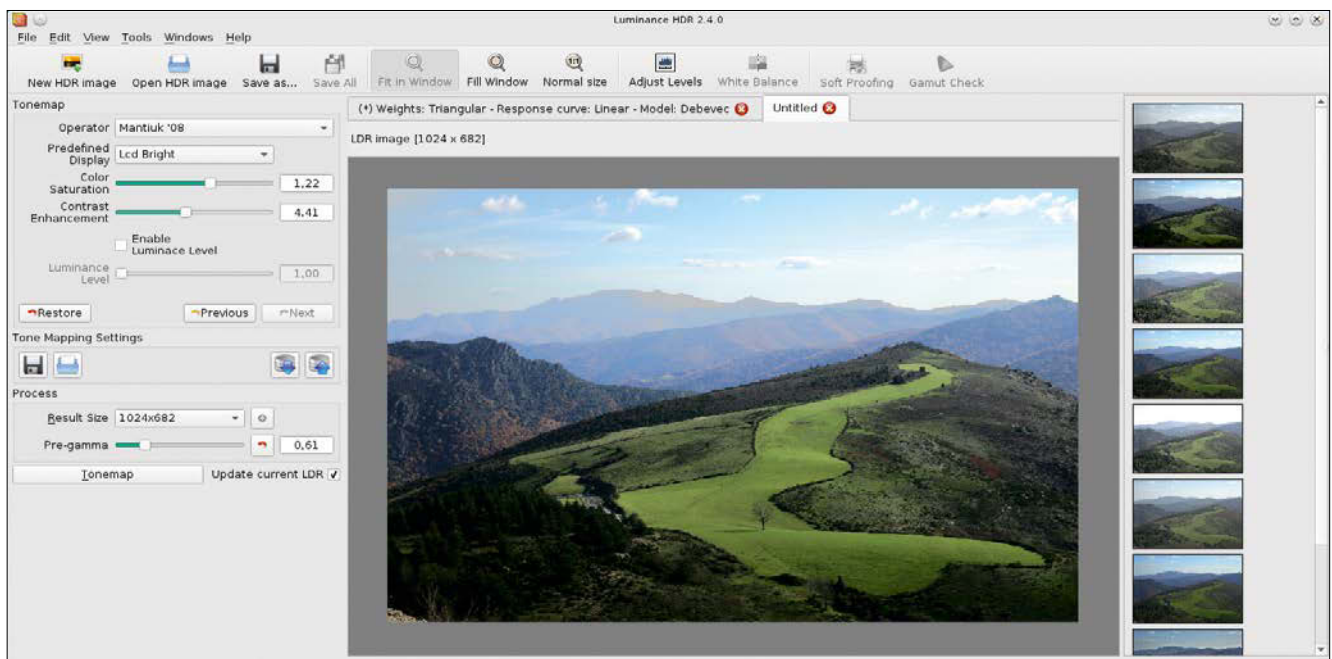 Luminance HDR 2.4.0
File Edit View Tools Windows Help
New HDR image Open HDR image Save as... Save All Fit in Window Fill Window Normal size Adjust Levels White Balance Soft Proofing Gamut Check
Tonemap
(*) Weights: Triangular - Response curve: Linear - Model: Debevec Untitled
Operator Mantiuk '08
LDR image [1024 x 682]
Predefined
Display Lcd Bright
Color
Saturation 1,22
Contrast
Enhancement 4,41
Enable
Luminace Level
Luminance
Level 1,00
Restore Previous Next
Tone Mapping Settings
Process
Result Size 1024x682
Pre-gamma 0,61
Tonemap Update current LDR